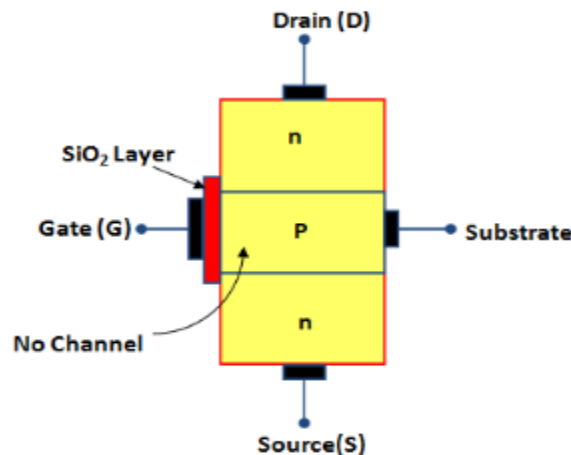 Drain (D)
n
SiO₂ Layer
Gate (G)
P
Substrate
No Channel
n
Source(S)